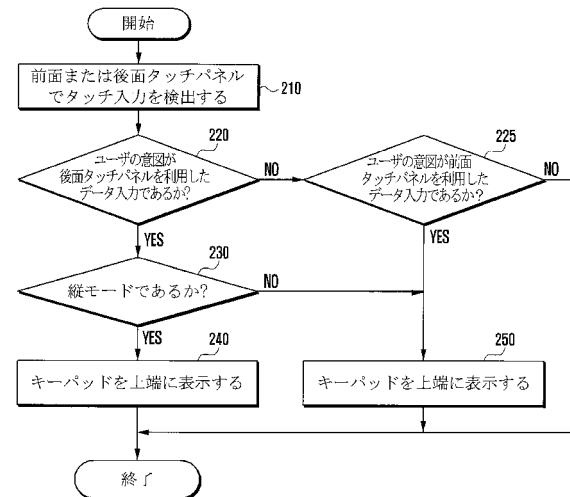 開始
前面または後面タッチパネル
でタッチ入力を検出する
210
220
ユーザの意図が
後面タッチパネルを利用した
データ入力であるか?
NO
225
ユーザの意図が前面
タッチパネルを利用した
データ入力であるか?
NO
YES
YES
230
縦モードであるか?
NO
YES
240
キーパッドを上端に表示する
250
キーパッドを上端に表示する
終了